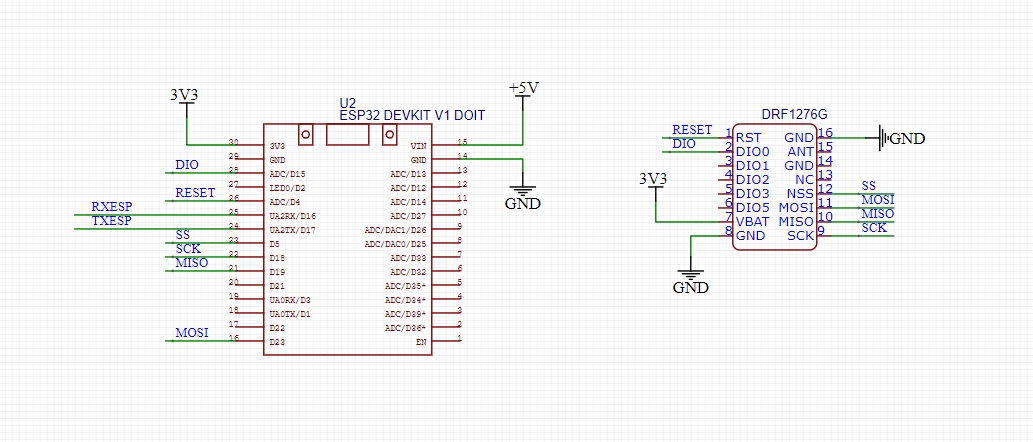 3V3
+5V
U2
ESP32 DEVKIT V1 DOIT
30 3V3 VIN 15
29 GND GND 14
DIO 28 ADC/D15 ADC/D13 13
27 LED0/D2 ADC/D12 12
RESET 26 ADC/D4 ADC/D14 11
RXESP 25 UA2RX/D16 ADC/D27 10
TXESP 24 UA2TX/D17 ADC/DAC1/D26 9
SS 23 D5 ADC/DAC0/D25 8
SCK 22 D18 ADC/D33 7
MISO 21 D19 ADC/D32 6
20 D21 ADC/D35* 5
19 UA0RX/D3 ADC/D34* 4
18 UA0TX/D1 ADC/D39* 3
17 D22 ADC/D36* 2
MOSI 16 D23 EN 1
GND
DRF1276G
RESET 1 RST GND 16 GND
DIO 2 DIO0 ANT 15
3 DIO1 GND 14
4 DIO2 NC 13
3V3
5 DIO3 NSS 12 SS
6 DIO5 MOSI 11 MOSI
7 VBAT MISO 10 MISO
8 GND SCK 9 SCK
GND